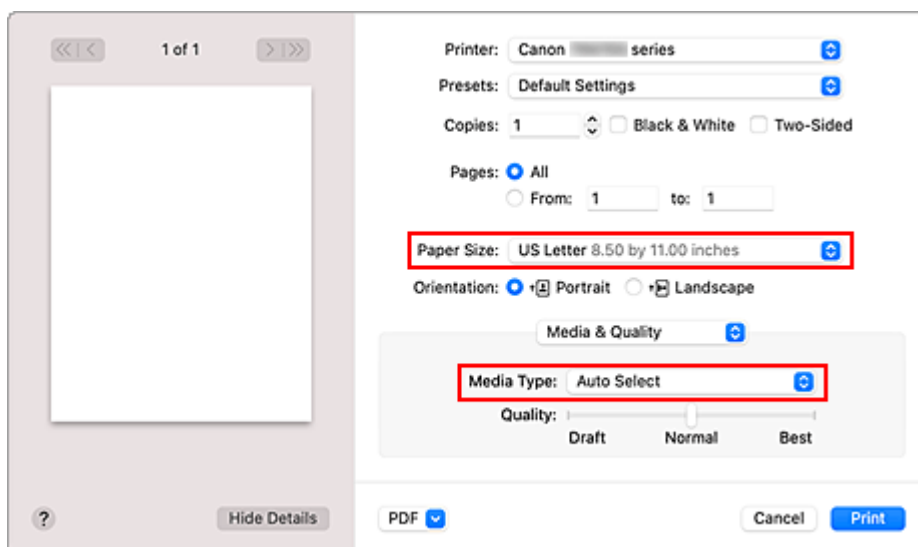 1 of 1
Printer: Canon series
Presets: Default Settings
Copies: 1 Black & White Two-Sided
Pages: All
From: 1 to: 1
Paper Size: US Letter 8.50 by 11.00 inches
Orientation: Portrait Landscape
Media & Quality
Media Type: Auto Select
Quality:
Draft Normal Best
? Hide Details PDF Cancel Print